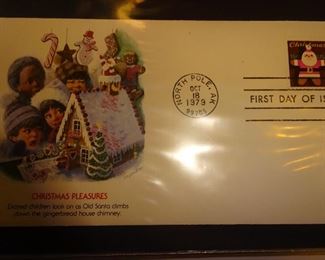 Christmas
NORTH POLE, AK
OCT
18
1979
FIRST DAY OF IS
CHRISTMAS PLEASURES
Excited children look on as Old Santa climbs
down the gingerbread house chimney.